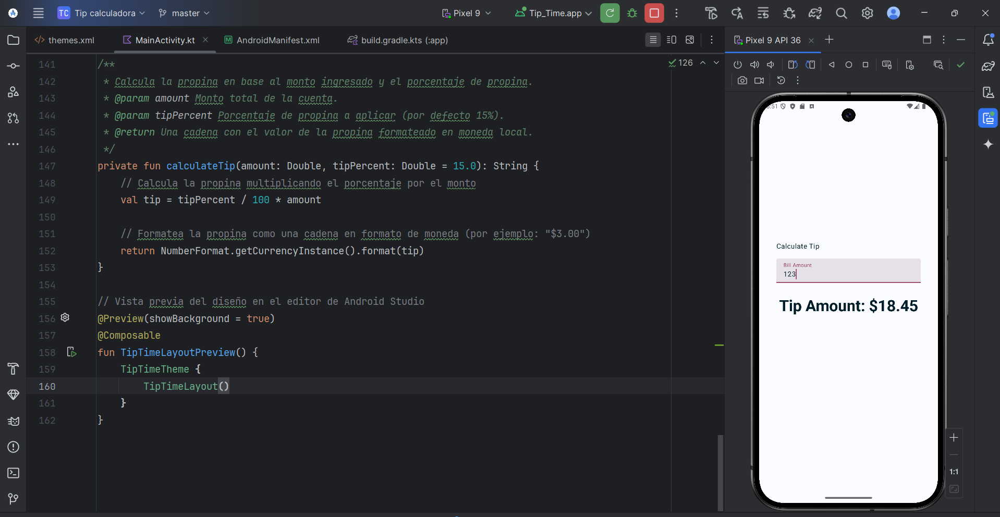 TC Tip calculadora master Pixel 9 Tip_Time.app
themes.xml MainActivity.kt AndroidManifest.xml build.gradle.kts (:app) Pixel 9 API 36
126
141 /**
142 * Calcula la propina en base al monto ingresado y el porcentaje de propina.
143 * @param amount Monto total de la cuenta.
144 * @param tipPercent Porcentaje de propina a aplicar (por defecto 15%).
145 * @return Una cadena con el valor de la propina formateado en moneda local.
146 */
147 private fun calculateTip(amount: Double, tipPercent: Double = 15.0): String {
148 // Calcula la propina multiplicando el porcentaje por el monto
149 val tip = tipPercent / 100 * amount
150
151 // Formatea la propina como una cadena en formato de moneda (por ejemplo: "$3.00")
152 return NumberFormat.getCurrencyInstance().format(tip)
153 }
154
155 // Vista previa del diseño en el editor de Android Studio
156 @Preview(showBackground = true)
157 @Composable
158 fun TipTimeLayoutPreview() {
159 TipTimeTheme {
160 TipTimeLayout()
161 }
162 }
Calculate Tip
Bill Amount
123
Tip Amount: $18.45
1:1